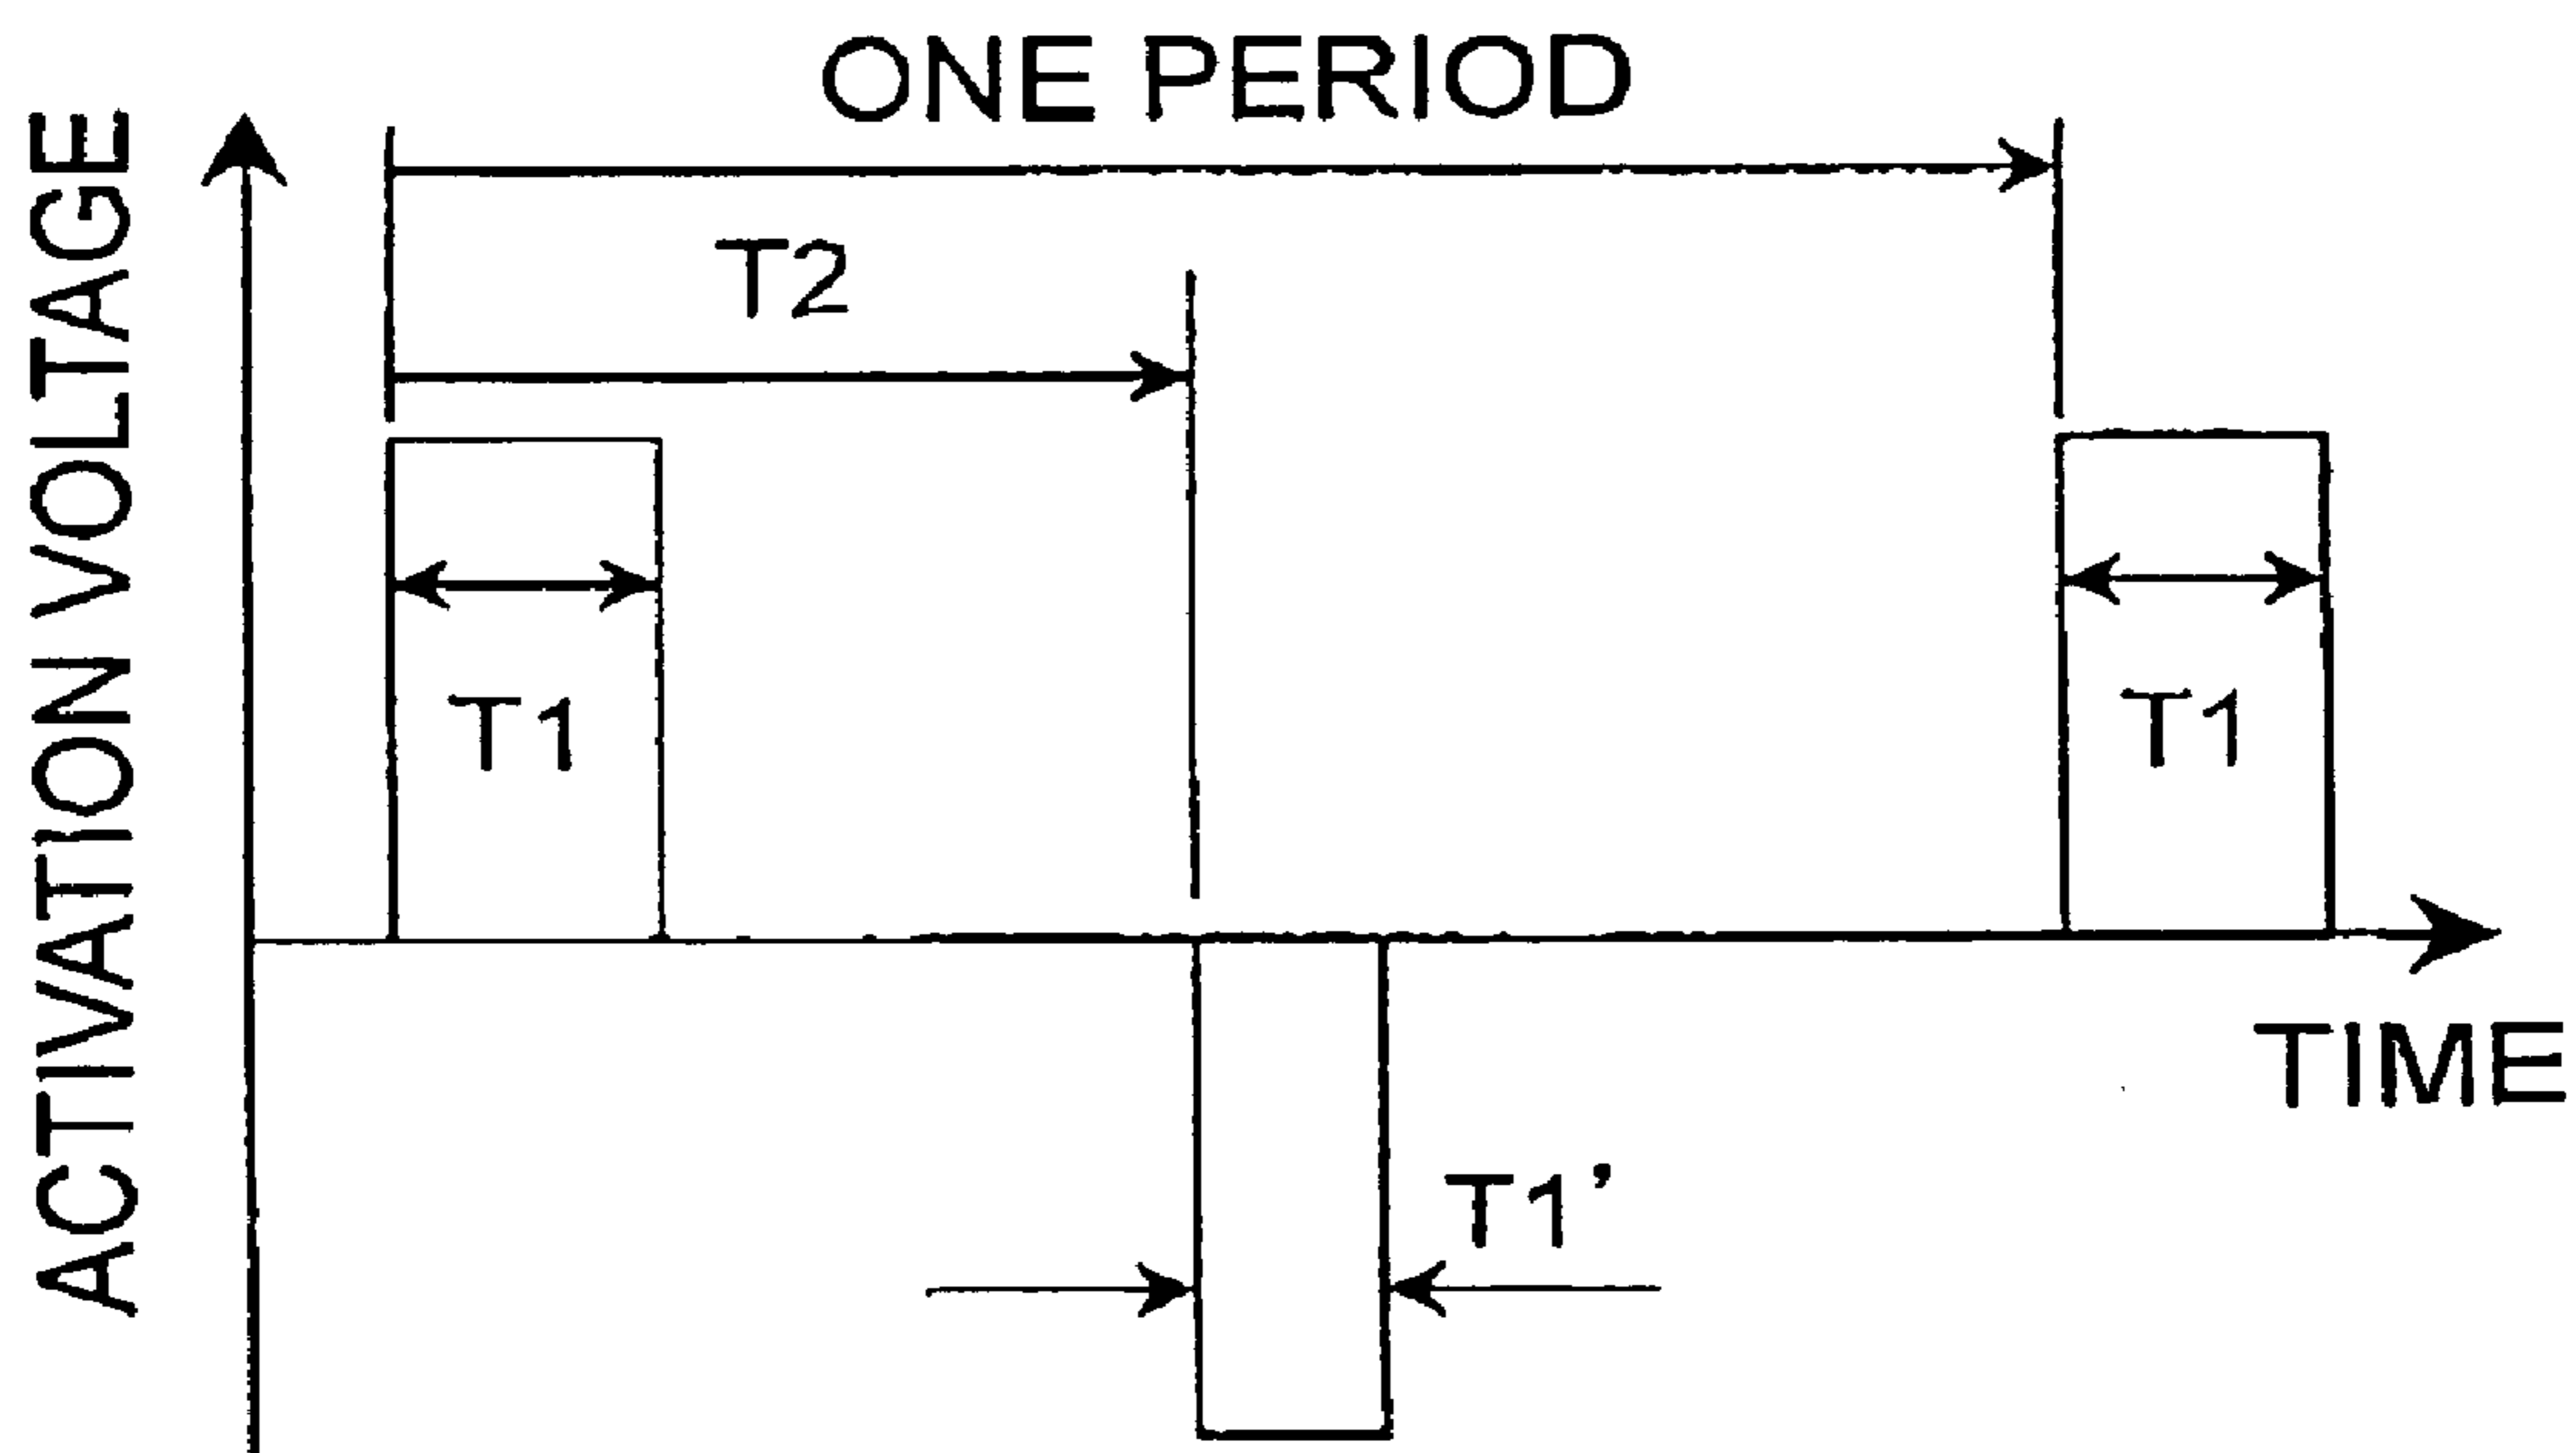 ONE PERIOD
ACTIVATION VOLTAGE
T2
T1
T1
TIME
T1’